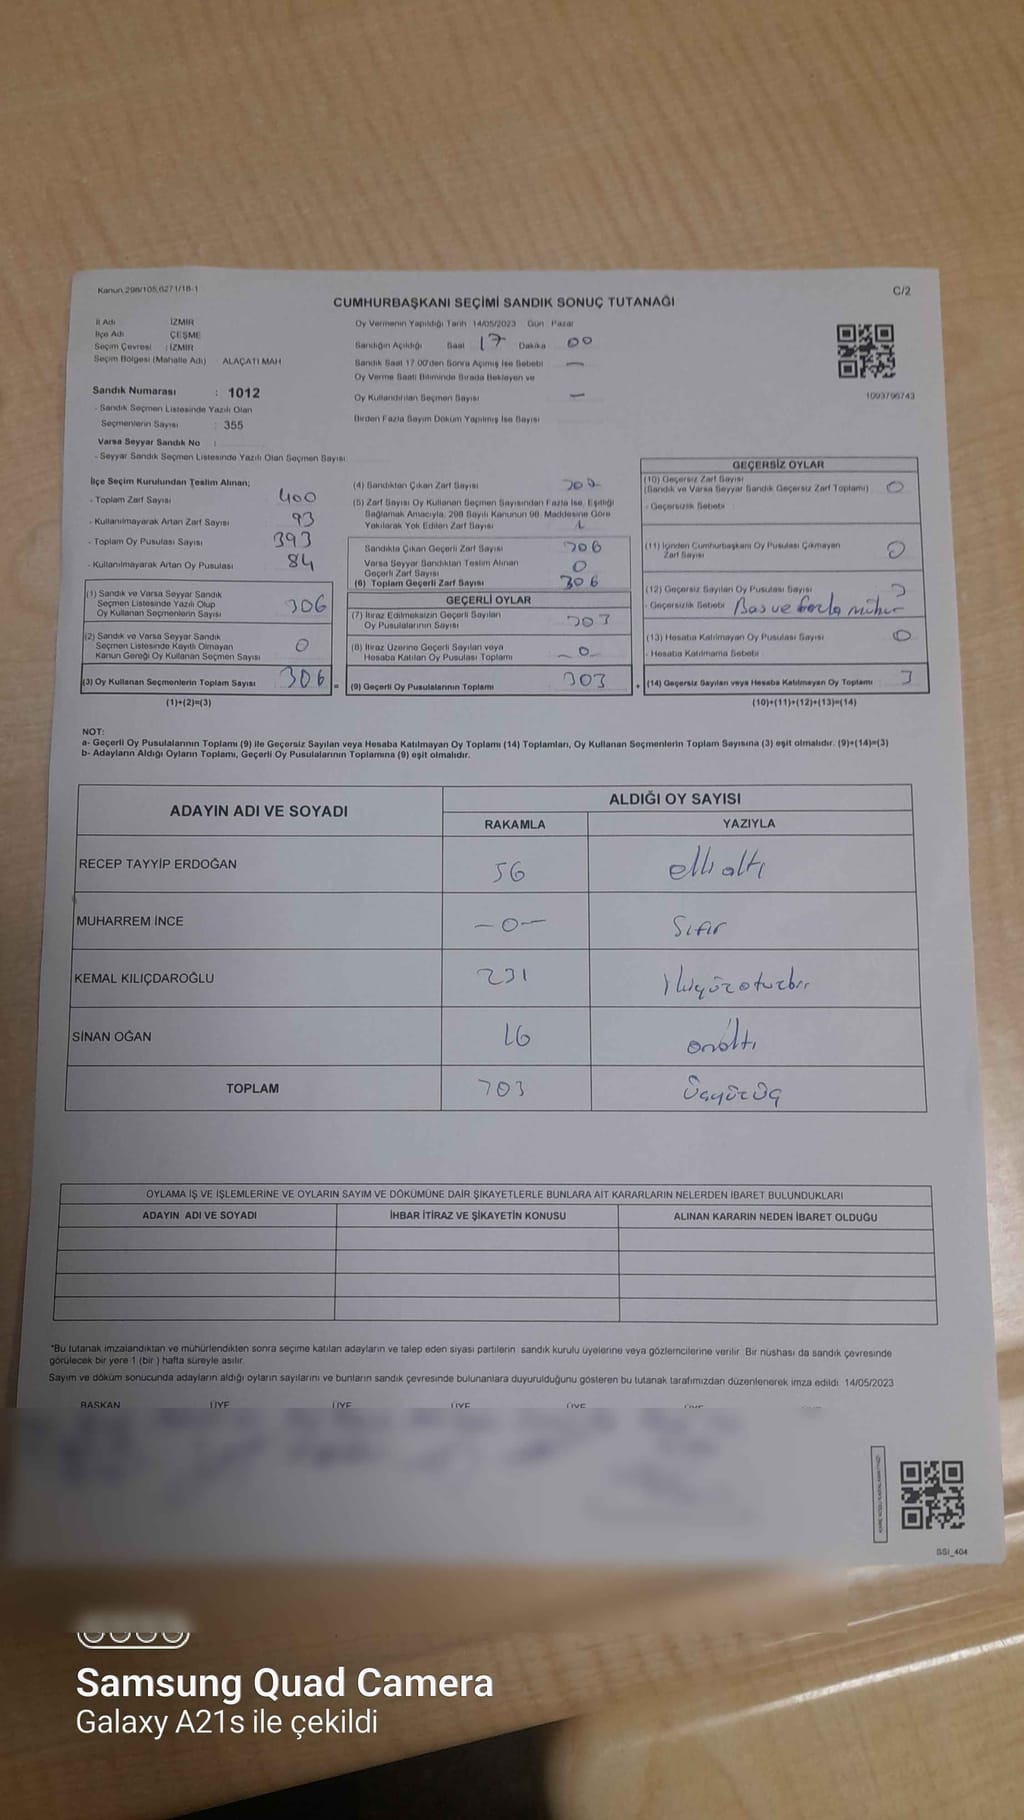 Kanun 298/105,6271/18-1
C/2
CUMHURBAŞKANI SEÇİMİ SANDIK SONUÇ TUTANAĞI
İl Adı İZMİR
İlçe Adı ÇEŞME
Seçim Çevresi : İZMİR
Seçim Bölgesi (Mahalle Adı) ALAÇATI MAH
Sandık Numarası : 1012
- Sandık Seçmen Listesinde Yazılı Olan
Seçmenlerin Sayısı : 355
Varsa Seyyar Sandık No :
- Seyyar Sandık Seçmen Listesinde Yazılı Olan Seçmen Sayısı
Oy Vermenin Yapıldığı Tarih 14/05/2023 Gün Pazar
Sandığın Açıldığı Saat 17 Dakika 00
Sandık Saat 17 00'den Sonra Açımış İse Sebebi —
Oy Verme Saati Bitiminde Sırada Bekleyen ve
Oy Kullandırılan Seçmen Sayısı —
Birden Fazla Sayım Döküm Yapılmış İse Sayısı
1093796743
İlçe Seçim Kurulundan Teslim Alınan;
- Toplam Zarf Sayısı 400
- Kullanılmayarak Artan Zarf Sayısı 93
- Toplam Oy Pusulası Sayısı 393
- Kullanılmayarak Artan Oy Pusulası 84
(1) Sandık ve Varsa Seyyar Sandık
Seçmen Listesinde Yazılı Olup
Oy Kullanan Seçmenlerin Sayısı 306
(2) Sandık ve Varsa Seyyar Sandık
Seçmen Listesinde Kayıtlı Olmayan
Kanun Gereği Oy Kullanan Seçmen Sayısı 0
(3) Oy Kullanan Seçmenlerin Toplam Sayısı 306 =
(1)+(2)=(3)
(4) Sandıktan Çıkan Zarf Sayısı
(5) Zarf Sayısı Oy Kullanan Seçmen Sayısından Fazla İse, Eşitliği
Sağlamak Amacıyla; 298 Sayılı Kanunun 98. Maddesine Göre
Yakılarak Yok Edilen Zarf Sayısı 1
Sandıkta Çıkan Geçerli Zarf Sayısı 306
Varsa Seyyar Sandıktan Teslim Alınan
Geçerli Zarf Sayısı 0
(6) Toplam Geçerli Zarf Sayısı 306
GEÇERLİ OYLAR
(7) İtiraz Edilmeksizin Geçerli Sayılan
Oy Pusulalarının Sayısı 303
(8) İtiraz Üzerine Geçerli Sayılan veya
Hesaba Katılan Oy Pusulası Toplamı —0—
(9) Geçerli Oy Pusulalarının Toplamı 303 +
GEÇERSİZ OYLAR
(10) Geçersiz Zarf Sayısı
(Sandık ve Varsa Seyyar Sandık Geçersiz Zarf Toplamı) 0
- Geçersizlik Sebebi :
(11) İçinden Cumhurbaşkanı Oy Pusulası Çıkmayan
Zarf Sayısı 0
(12) Geçersiz Sayılan Oy Pusulası Sayısı 3
- Geçersizlik Sebebi
(13) Hesaba Katılmayan Oy Pusulası Sayısı 0
- Hesaba Katılmama Sebebi
(14) Geçersiz Sayılan veya Hesaba Katılmayan Oy Toplamı 3
(10)+(11)+(12)+(13)=(14)
NOT:
a- Geçerli Oy Pusulalarının Toplamı (9) ile Geçersiz Sayılan veya Hesaba Katılmayan Oy Toplamı (14) Toplamları, Oy Kullanan Seçmenlerin Toplam Sayısına (3) eşit olmalıdır. (9)+(14)=(3)
b- Adayların Aldığı Oyların Toplamı, Geçerli Oy Pusulalarının Toplamına (9) eşit olmalıdır.
ADAYIN ADI VE SOYADI
ALDIĞI OY SAYISI
RAKAMLA YAZIYLA
RECEP TAYYİP ERDOĞAN 56 elli altı
MUHARREM İNCE —0— Sıfır
KEMAL KILIÇDAROĞLU 231 ikiyüzotuzbir
SİNAN OĞAN 16 onaltı
TOPLAM 303 Üçyüzüç
OYLAMA İŞ VE İŞLEMLERİNE VE OYLARIN SAYIM VE DÖKÜMÜNE DAİR ŞİKAYETLERLE BUNLARA AİT KARARLARIN NELERDEN İBARET BULUNDUKLARI
ADAYIN ADI VE SOYADI İHBAR İTİRAZ VE ŞİKAYETİN KONUSU ALINAN KARARIN NEDEN İBARET OLDUĞU
*Bu tutanak imzalandıktan ve mühürlendikten sonra seçime katılan adayların ve talep eden siyasi partilerin sandık kurulu üyelerine veya gözlemcilerine verilir. Bir nüshası da sandık çevresinde
görülecek bir yere 1 (bir ) hafta süreyle asılır.
Sayım ve döküm sonucunda adayların aldığı oyların sayılarını ve bunların sandık çevresinde bulunanlara duyurulduğunu gösteren bu tutanak tarafımızdan düzenlenerek imza edildi. 14/05/2023
BAŞKAN ÜYE ÜYE ÜYE ÜYE
SSI_404
Samsung Quad Camera
Galaxy A21s ile çekildi